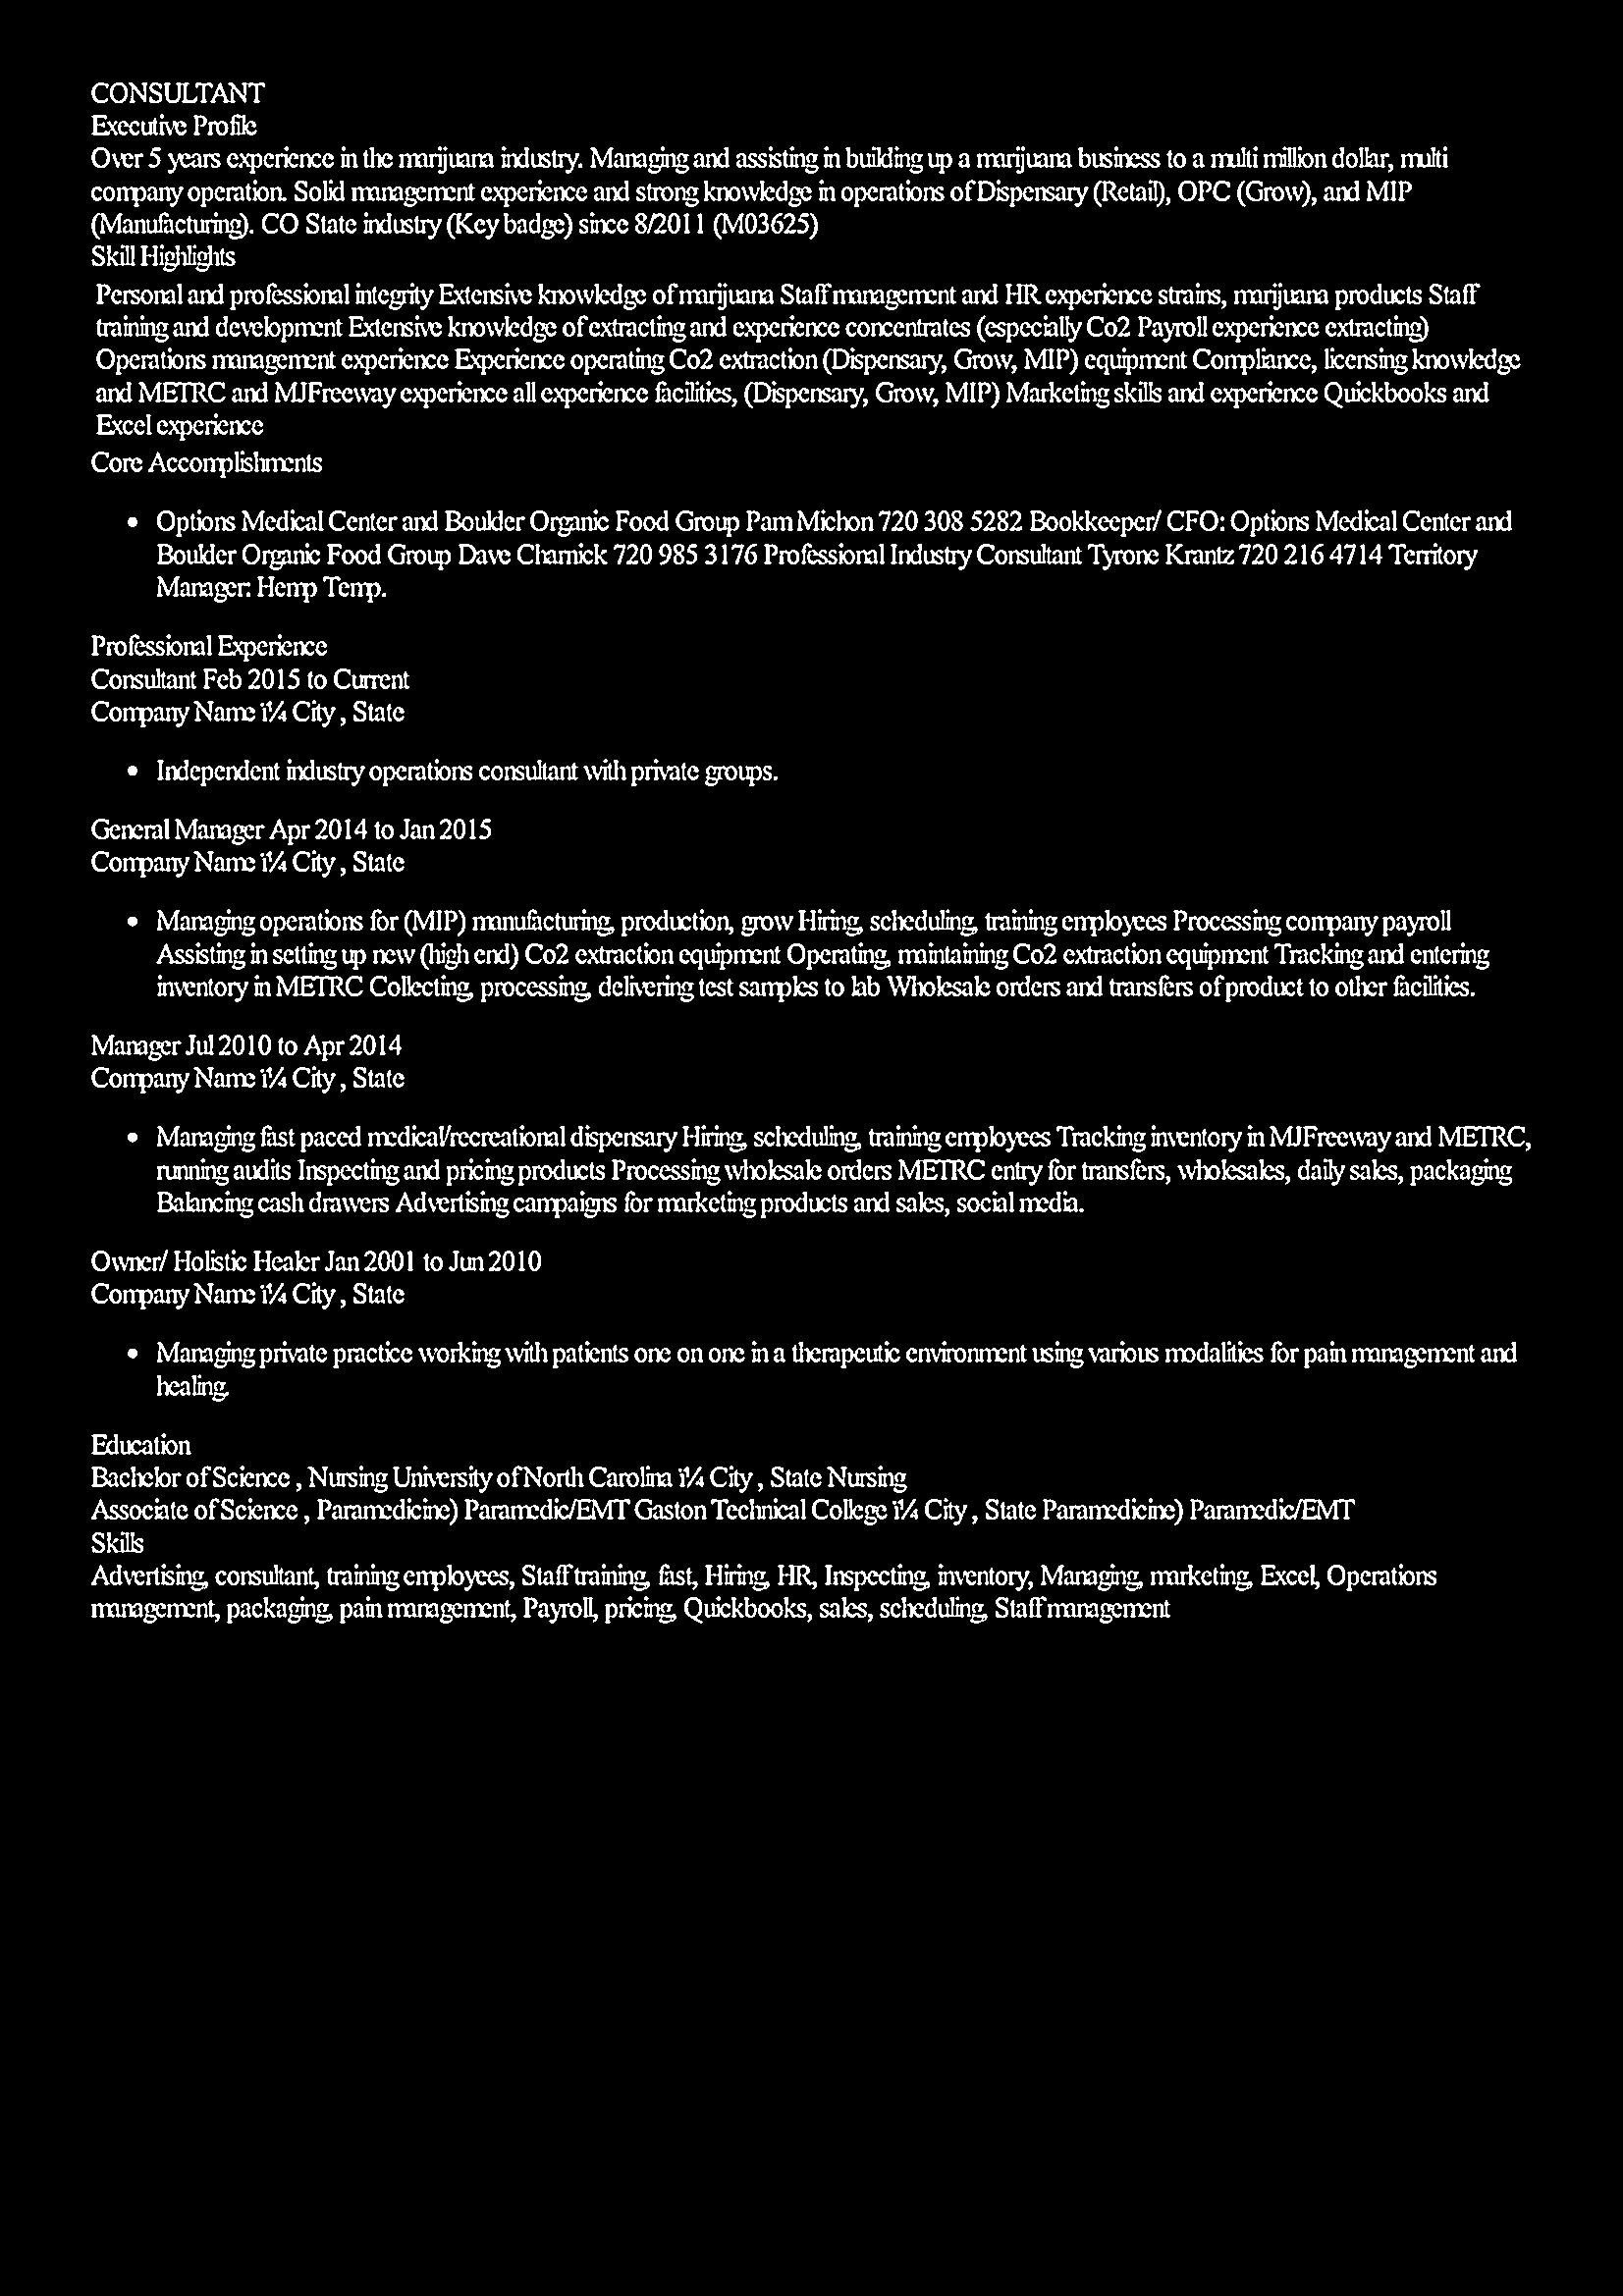 CONSULTANT
Executive Profile
Over 5 years experience in the marijuana industry. Managing and assisting in building up a marijuana business to a multi million dollar, multi
company operation. Solid management experience and strong knowledge in operations of Dispensary (Retail), OPC (Grow), and MIP
(Manufacturing). CO State industry (Key badge) since 8/2011 (M03625)
Skill Highlights
Personal and professional integrity Extensive knowledge of marijuana Staff management and HR experience strains, marijuana products Staff
training and development Extensive knowledge of extracting and experience concentrates (especially Co2 Payroll experience extracting)
Operations management experience Experience operating Co2 extraction (Dispensary, Grow, MIP) equipment Compliance, licensing knowledge
and METRC and MJFreeway experience all experience facilities, (Dispensary, Grow, MIP) Marketing skills and experience Quickbooks and
Excel experience
Core Accomplishments
• Options Medical Center and Boulder Organic Food Group Pam Michon 720 308 5282 Bookkeeper/ CFO: Options Medical Center and
Boulder Organic Food Group Dave Charnick 720 985 3176 Professional Industry Consultant Tyrone Krantz 720 216 4714 Territory
Manager: Hemp Temp.
Professional Experience
Consultant Feb 2015 to Current
Company Name ï¼ City , State
• Independent industry operations consultant with private groups.
General Manager Apr 2014 to Jan 2015
Company Name ï¼ City , State
• Managing operations for (MIP) manufacturing, production, grow Hiring, scheduling, training employees Processing company payroll
Assisting in setting up new (high end) Co2 extraction equipment Operating, maintaining Co2 extraction equipment Tracking and entering
inventory in METRC Collecting, processing, delivering test samples to lab Wholesale orders and transfers of product to other facilities.
Manager Jul 2010 to Apr 2014
Company Name ï¼ City , State
• Managing fast paced medical/recreational dispensary Hiring, scheduling, training employees Tracking inventory in MJFreeway and METRC,
running audits Inspecting and pricing products Processing wholesale orders METRC entry for transfers, wholesales, daily sales, packaging
Balancing cash drawers Advertising campaigns for marketing products and sales, social media.
Owner/ Holistic Healer Jan 2001 to Jun 2010
Company Name ï¼ City , State
• Managing private practice working with patients one on one in a therapeutic environment using various modalities for pain management and
healing.
Education
Bachelor of Science , Nursing University of North Carolina ï¼ City , State Nursing
Associate of Science , Paramedicine) Paramedic/EMT Gaston Technical College ï¼ City , State Paramedicine) Paramedic/EMT
Skills
Advertising, consultant, training employees, Staff training, fast, Hiring, HR, Inspecting, inventory, Managing, marketing, Excel, Operations
management, packaging, pain management, Payroll, pricing, Quickbooks, sales, scheduling, Staff management